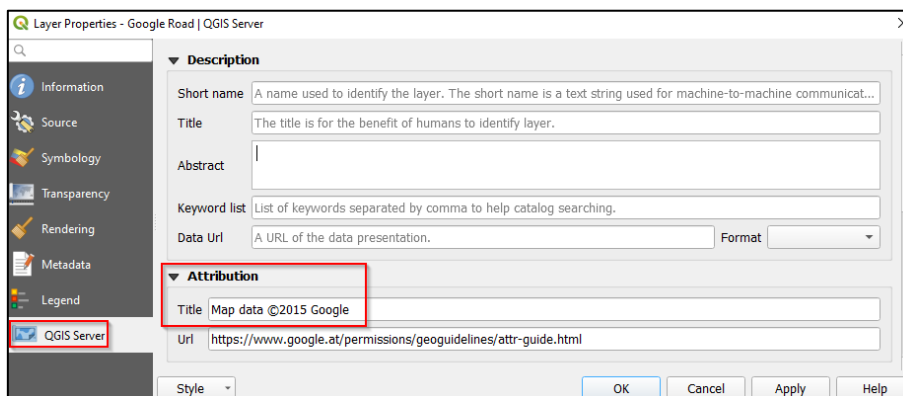 Layer Properties - Google Road | QGIS Server
Information
Source
Symbology
Transparency
Rendering
Metadata
Legend
QGIS Server
Description
Short name A name used to identify the layer. The short name is a text string used for machine-to-machine communicat...
Title The title is for the benefit of humans to identify layer.
Abstract
Keyword list List of keywords separated by comma to help catalog searching.
Data Url A URL of the data presentation. Format
Attribution
Title Map data ©2015 Google
Url https://www.google.at/permissions/geoguidelines/attr-guide.html
Style OK Cancel Apply Help